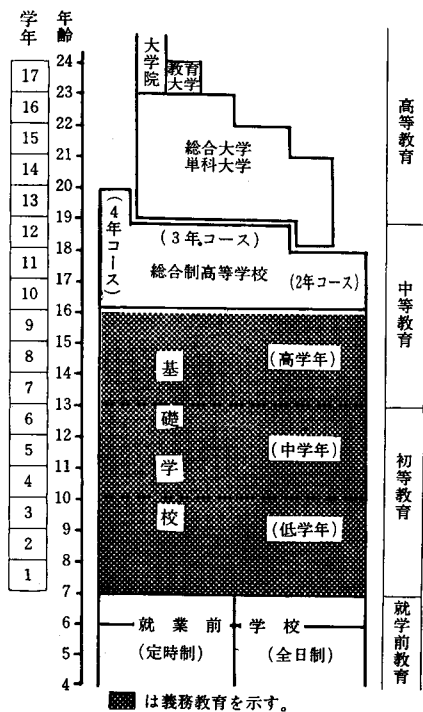 学年
年齢
17
16
15
14
13
12
11
10
9
8
7
6
5
4
3
2
1
24
23
22
21
20
19
18
17
16
15
14
13
12
11
10
9
8
7
6
5
4
大学院
教育大学
総合大学
単科大学
(4年コース)
(3年コース)
総合制高等学校
(2年コース)
基礎学校
(高学年)
(中学年)
(低学年)
就業前学校
(定時制)
(全日制)
高等教育
中等教育
初等教育
就学前教育
は義務教育を示す。